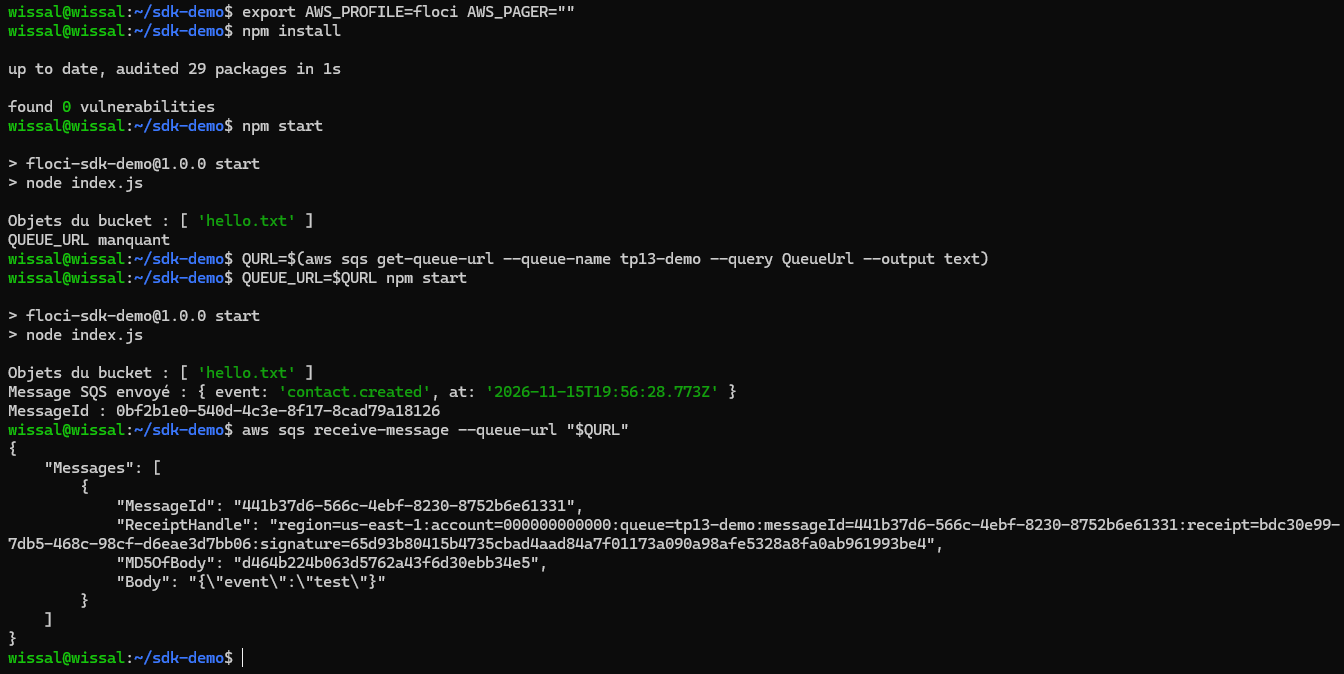 wissal@wissal:~/sdk-demo$ export AWS_PROFILE=floci AWS_PAGER=""
wissal@wissal:~/sdk-demo$ npm install
up to date, audited 29 packages in 1s
found 0 vulnerabilities
wissal@wissal:~/sdk-demo$ npm start
> floci-sdk-demo@1.0.0 start
> node index.js
Objets du bucket : [ 'hello.txt' ]
QUEUE_URL manquant
wissal@wissal:~/sdk-demo$ QURL=$(aws sqs get-queue-url --queue-name tp13-demo --query QueueUrl --output text)
wissal@wissal:~/sdk-demo$ QUEUE_URL=$QURL npm start
> floci-sdk-demo@1.0.0 start
> node index.js
Objets du bucket : [ 'hello.txt' ]
Message SQS envoyé : { event: 'contact.created', at: '2026-11-15T19:56:28.773Z' }
MessageId : 0bf2b1e0-540d-4c3e-8f17-8cad79a18126
wissal@wissal:~/sdk-demo$ aws sqs receive-message --queue-url "$QURL"
{
    "Messages": [
        {
            "MessageId": "441b37d6-566c-4ebf-8230-8752b6e61331",
            "ReceiptHandle": "region=us-east-1:account=000000000000:queue=tp13-demo:messageId=441b37d6-566c-4ebf-8230-8752b6e61331:receipt=bdc30e99-
7db5-468c-98cf-d6eae3d7bb06:signature=65d93b80415b4735cbad4aad84a7f01173a090a98afe5328a8fa0ab961993be4",
            "MD5OfBody": "d464b224b063d5762a43f6d30ebb34e5",
            "Body": "{\"event\":\"test\"}"
        }
    ]
}
wissal@wissal:~/sdk-demo$